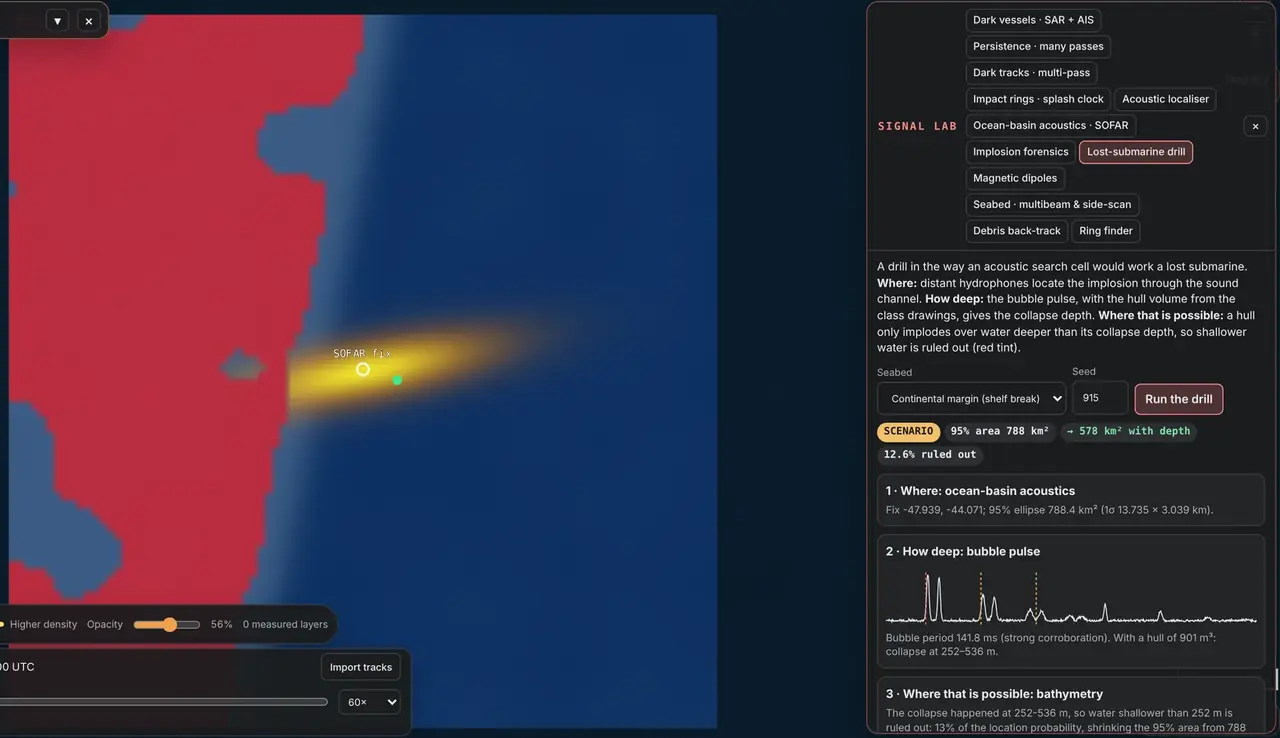 ▼ ×
SOFAR fix
Higher density Opacity 56% 0 measured layers
00 UTC Import tracks
60×
SIGNAL LAB
Dark vessels · SAR + AIS
Persistence · many passes
Dark tracks · multi-pass
Impact rings · splash clock Acoustic localiser
Ocean-basin acoustics · SOFAR
Implosion forensics Lost-submarine drill
Magnetic dipoles
Seabed · multibeam & side-scan
Debris back-track Ring finder
×
A drill in the way an acoustic search cell would work a lost submarine.
Where: distant hydrophones locate the implosion through the sound
channel. How deep: the bubble pulse, with the hull volume from the
class drawings, gives the collapse depth. Where that is possible: a hull
only implodes over water deeper than its collapse depth, so shallower
water is ruled out (red tint).
Seabed Seed
Continental margin (shelf break) 915 Run the drill
SCENARIO 95% area 788 km² → 578 km² with depth
12.6% ruled out
1 · Where: ocean-basin acoustics
Fix -47.939, -44.071; 95% ellipse 788.4 km² (1σ 13.735 × 3.039 km).
2 · How deep: bubble pulse
Bubble period 141.8 ms (strong corroboration). With a hull of 901 m³:
collapse at 252–536 m.
3 · Where that is possible: bathymetry
The collapse happened at 252-536 m, so water shallower than 252 m is
ruled out: 13% of the location probability, shrinking the 95% area from 788